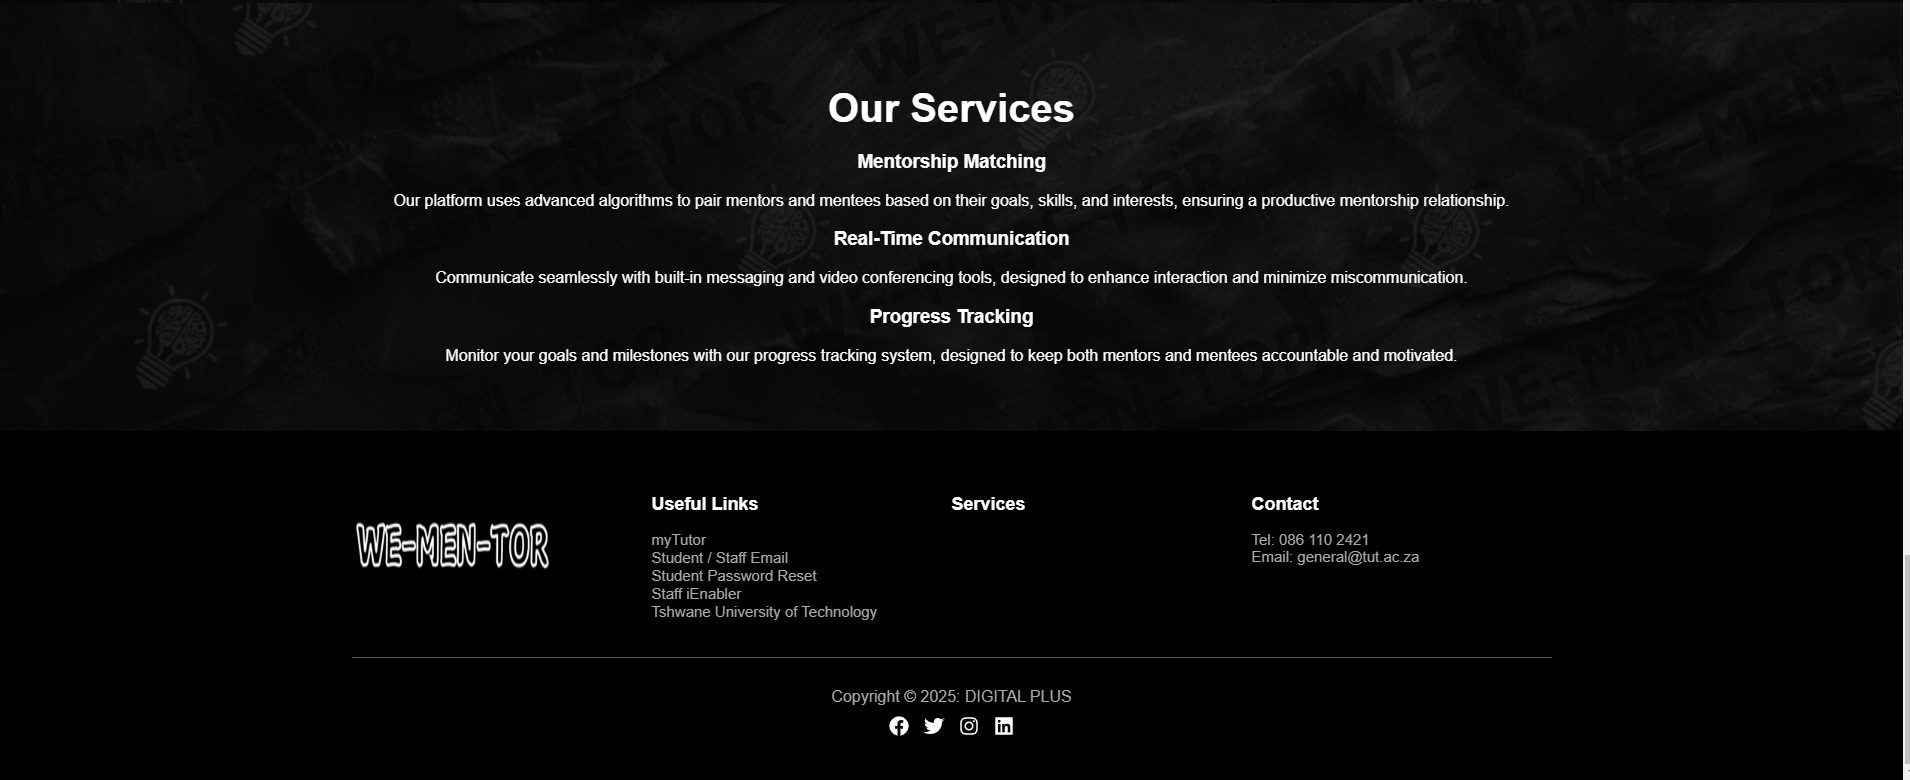 Our Services
Mentorship Matching
Our platform uses advanced algorithms to pair mentors and mentees based on their goals, skills, and interests, ensuring a productive mentorship relationship.
Real-Time Communication
Communicate seamlessly with built-in messaging and video conferencing tools, designed to enhance interaction and minimize miscommunication.
Progress Tracking
Monitor your goals and milestones with our progress tracking system, designed to keep both mentors and mentees accountable and motivated.
WE-MEN-TOR
Useful Links
myTutor
Student / Staff Email
Student Password Reset
Staff iEnabler
Tshwane University of Technology
Services
Contact
Tel: 086 110 2421
Email: general@tut.ac.za
Copyright © 2025: DIGITAL PLUS